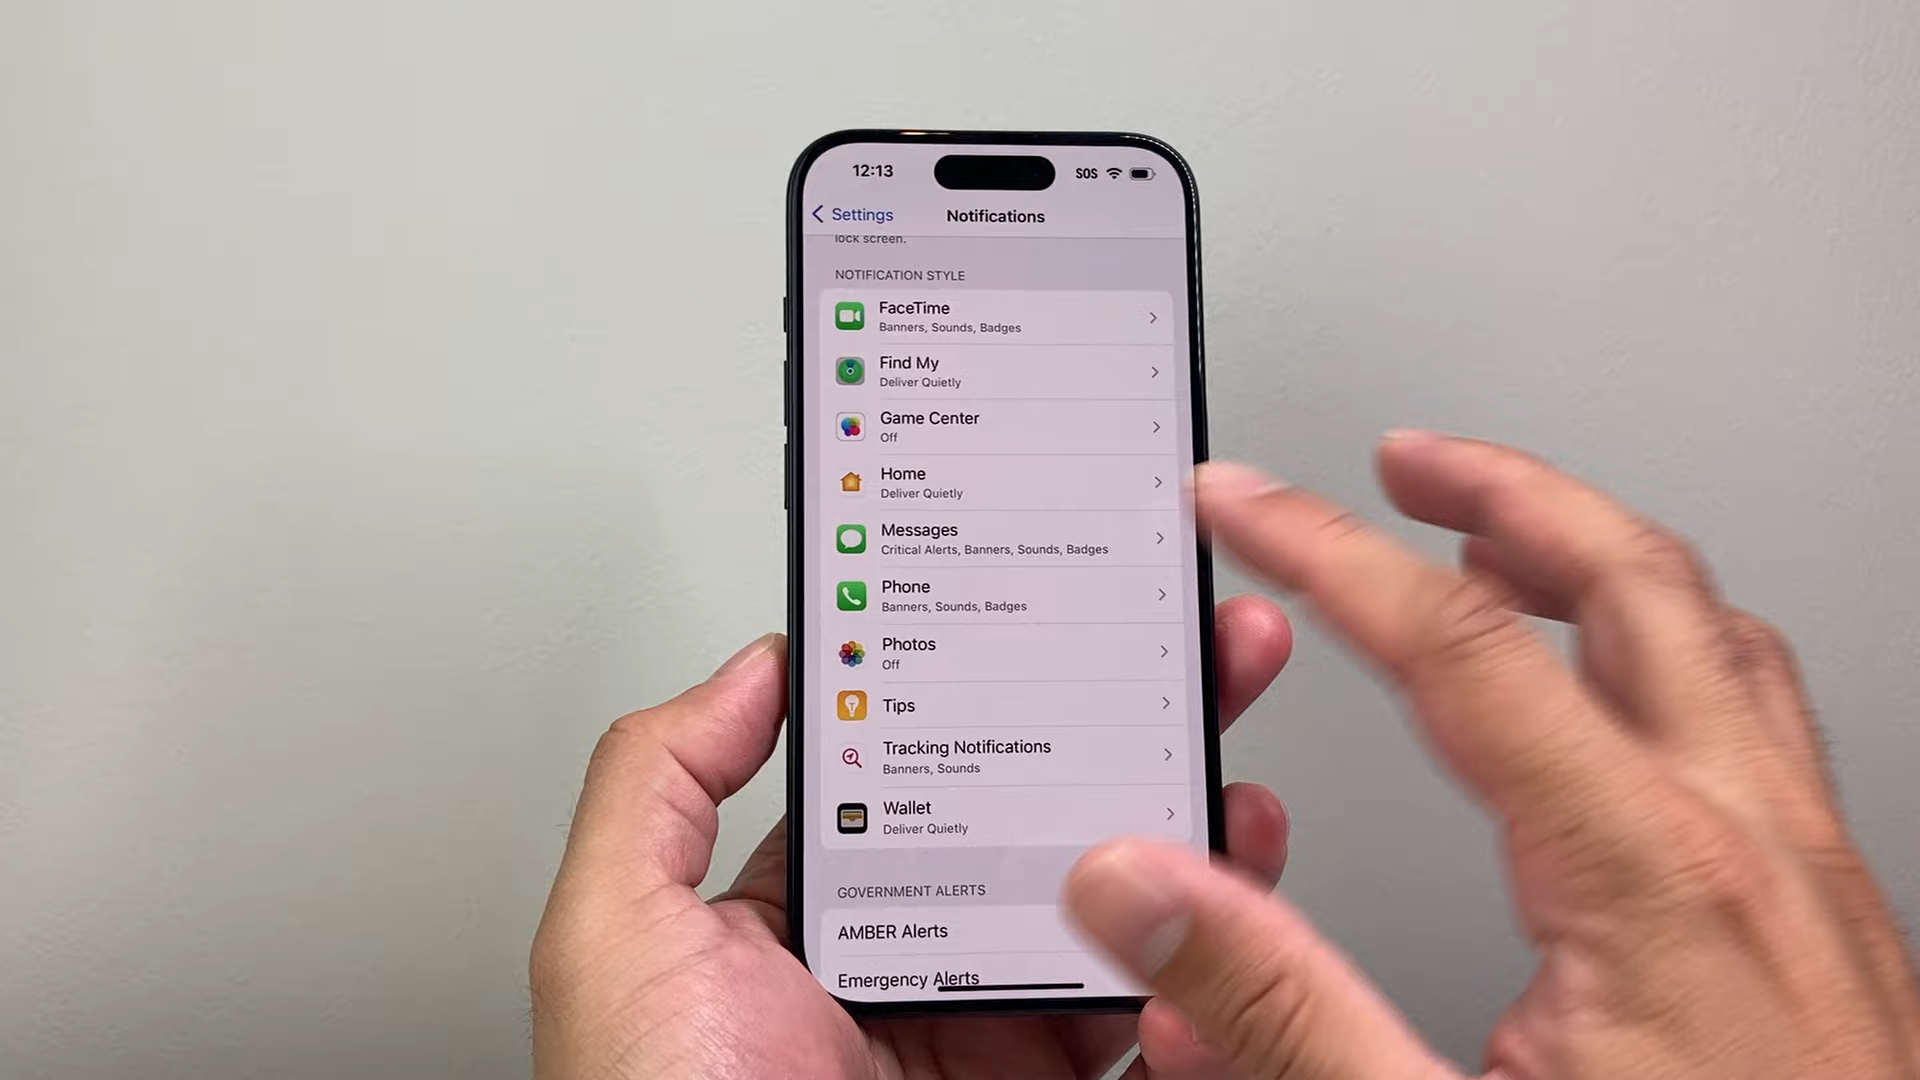 12:13
SOS
Settings
Notifications
lock screen.
NOTIFICATION STYLE
FaceTime
Banners, Sounds, Badges
Find My
Deliver Quietly
Game Center
Off
Home
Deliver Quietly
Messages
Critical Alerts, Banners, Sounds, Badges
Phone
Banners, Sounds, Badges
Photos
Off
Tips
Tracking Notifications
Banners, Sounds
Wallet
Deliver Quietly
GOVERNMENT ALERTS
AMBER Alerts
Emergency Alerts